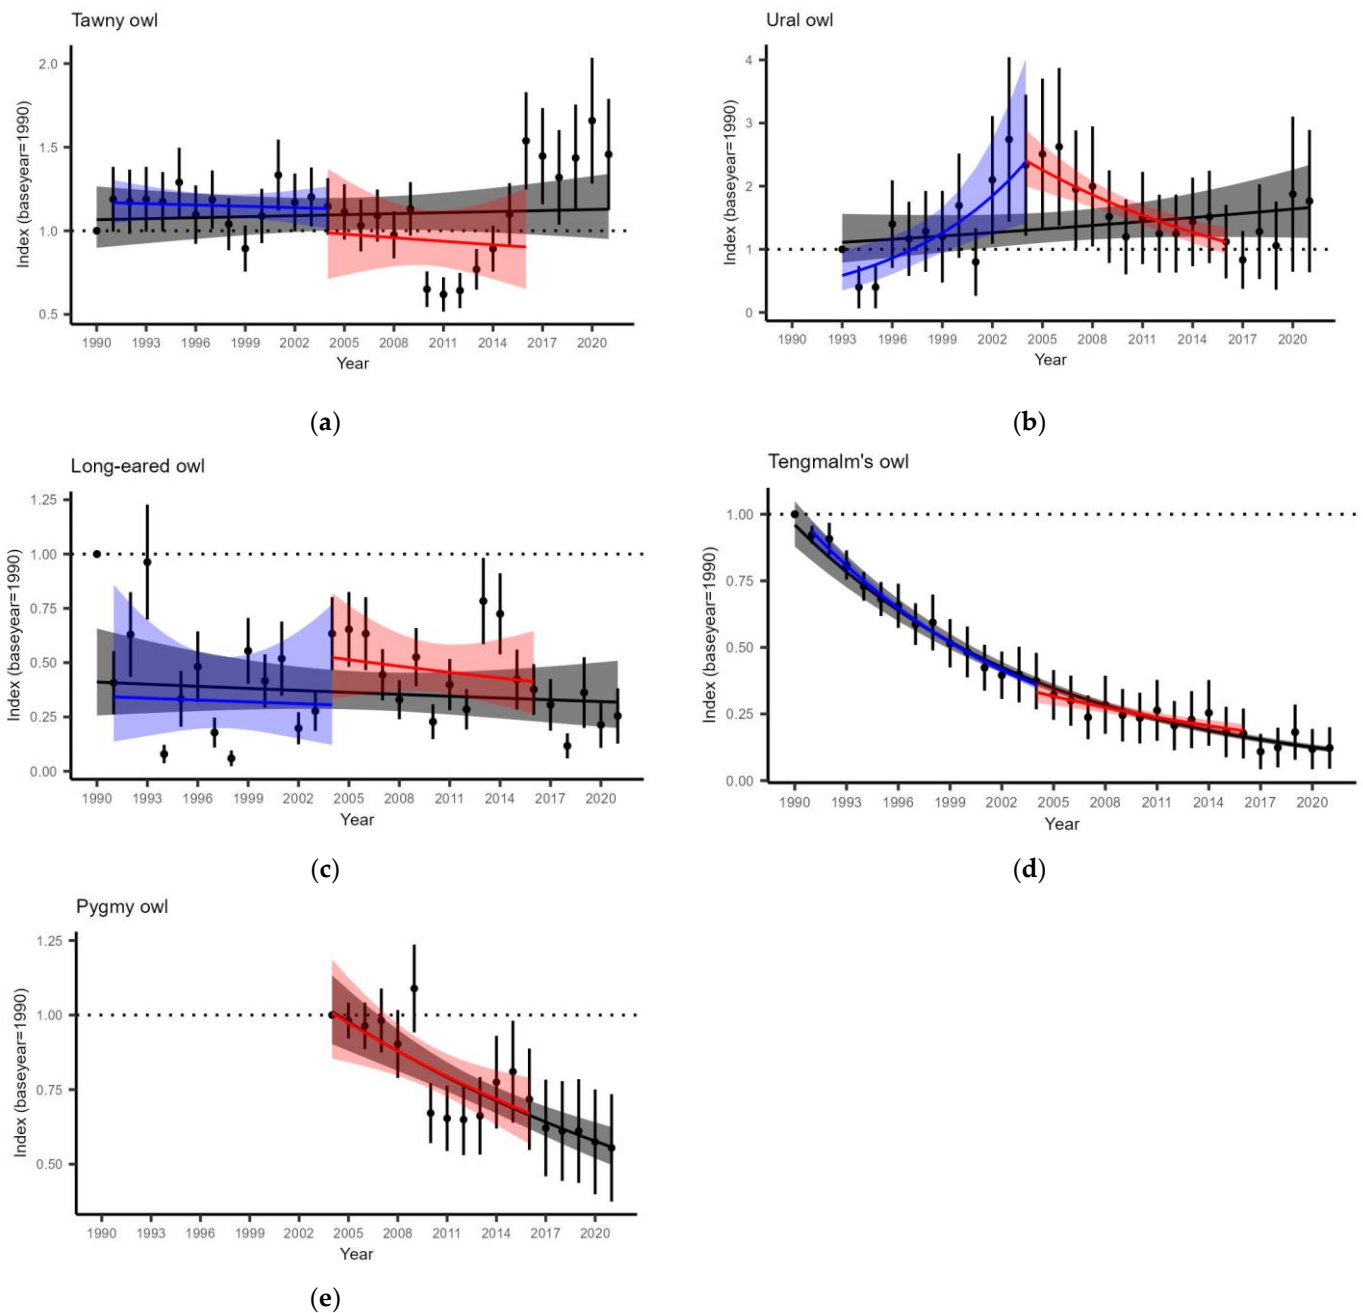 Tawny owl
Index (baseyear=1990)
2.0
1.5
1.0
0.5
1990 1993 1996 1999 2002 2005 2008 2011 2014 2017 2020
Year
(a)
Ural owl
Index (baseyear=1990)
4
3
2
1
0
1990 1993 1996 1999 2002 2005 2008 2011 2014 2017 2020
Year
(b)
Long-eared owl
Index (baseyear=1990)
1.25
1.00
0.75
0.50
0.25
0.00
1990 1993 1996 1999 2002 2005 2008 2011 2014 2017 2020
Year
(c)
Tengmalm's owl
Index (baseyear=1990)
1.00
0.75
0.50
0.25
0.00
1990 1993 1996 1999 2002 2005 2008 2011 2014 2017 2020
Year
(d)
Pygmy owl
Index (baseyear=1990)
1.25
1.00
0.75
0.50
1990 1993 1996 1999 2002 2005 2008 2011 2014 2017 2020
Year
(e)